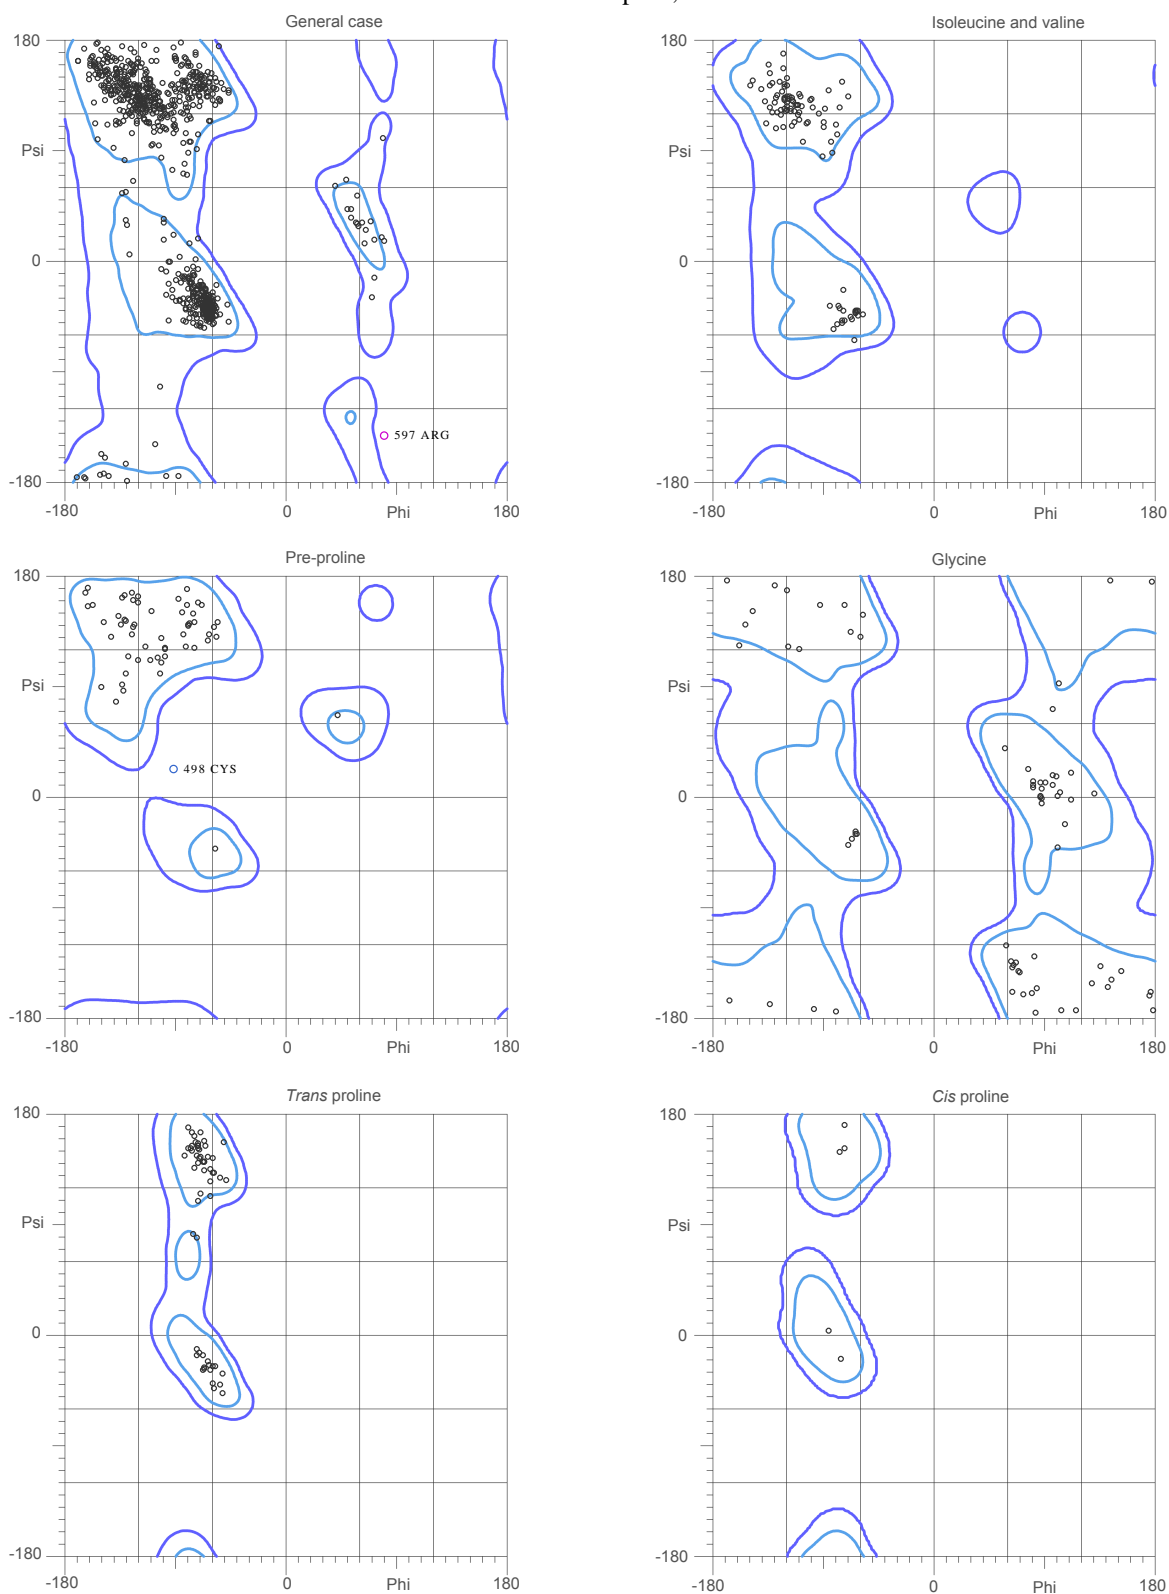 General case
180
Psi
0
-180
597 ARG
-180
0
Phi
180
Isoleucine and valine
180
Psi
0
-180
-180
0
Phi
180
Pre-proline
180
Psi
498 CYS
0
-180
-180
0
Phi
180
Glycine
180
Psi
0
-180
-180
0
Phi
180
Trans proline
180
Psi
0
-180
-180
0
Phi
180
Cis proline
180
Psi
0
-180
-180
0
Phi
180